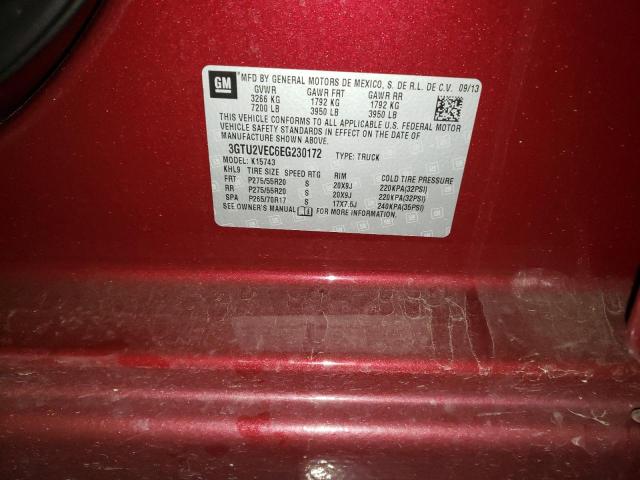 GM
MFD BY GENERAL MOTORS DE MEXICO, S. DE R.L. DE C.V. 09/13
GVWR GAWR FRT GAWR RR
3266 KG 1792 KG 1792 KG
7200 LB 3950 LB 3950 LB
THIS VEHICLE CONFORMS TO ALL APPLICABLE U.S. FEDERAL MOTOR
VEHICLE SAFETY STANDARDS IN EFFECT ON THE DATE OF
MANUFACTURE SHOWN ABOVE.
3GTU2VEC6EG230172 TYPE: TRUCK
MODEL: K15743
KHL9 TIRE SIZE SPEED RTG RIM COLD TIRE PRESSURE
FRT P275/55R20 S 20X9J 220KPA(32PSI)
RR P275/55R20 S 20X9J 220KPA(32PSI)
SPA P265/70R17 S 17X7.5J 240KPA(35PSI)
SEE OWNER'S MANUAL FOR MORE INFORMATION.